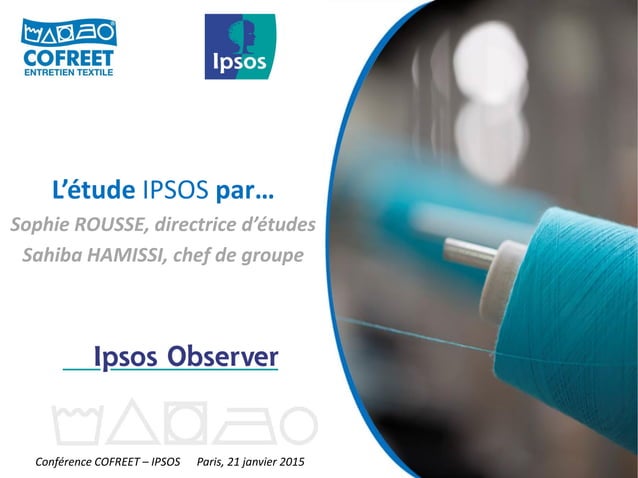 COFREET
ENTRETIEN TEXTILE
Ipsos
L’étude IPSOS par…
Sophie ROUSSE, directrice d’études
Sahiba HAMISSI, chef de groupe
Ipsos Observer
Conférence COFREET – IPSOS Paris, 21 janvier 2015